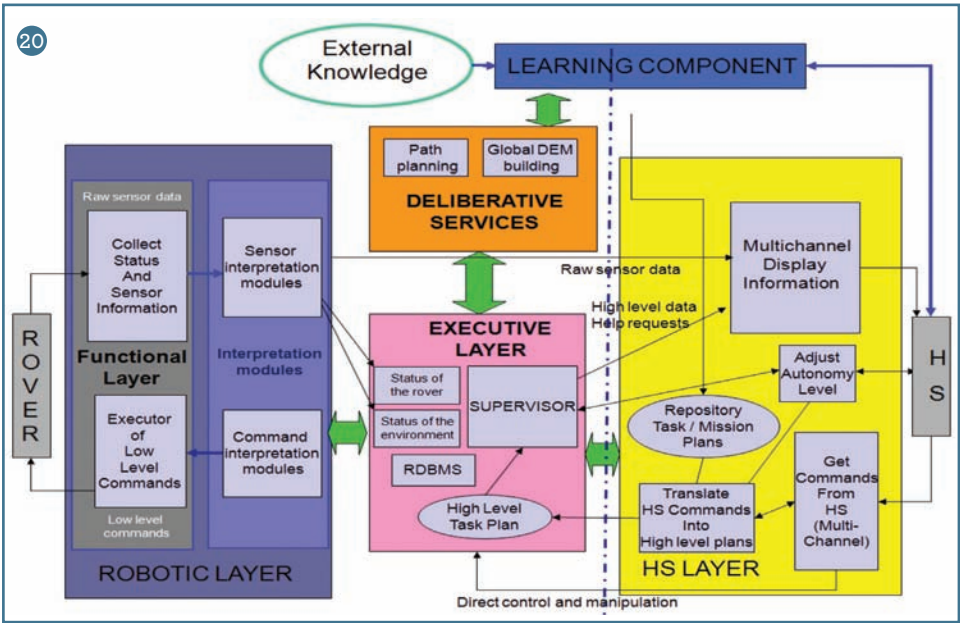 20
External
Knowledge
LEARNING COMPONENT
Path
planning
Global DEM
building
DELIBERATIVE
SERVICES
Raw sensor data
Collect
Status
And
Sensor
Information
Functional
Layer
Executor
of
Low
Level
Commands
Low level
commands
Sensor
interpretation
modules
Interpretation
modules
Command
interpretation
modules
ROBOTIC LAYER
R
O
V
E
R
EXECUTIVE
LAYER
Status of
the rover
Status of the
environment
SUPERVISOR
RDBMS
High Level
Task Plan
Raw sensor data
High level data
Help requests
Multichannel
Display
Information
Adjust
Autonomy
Level
Repository
Task / Mission
Plans
Translate
HS Commands
Into
High level plans
Get
Commands
From
HS
(Multi-
Channel)
HS LAYER
H
S
Direct control and manipulation